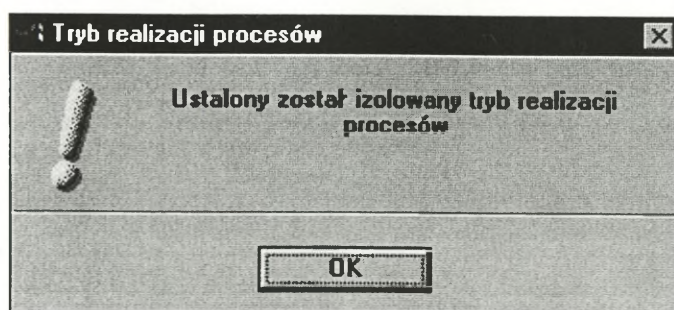 Tryb realizacji procesów
Ustalony został izolowany tryb realizacji
procesów
OK